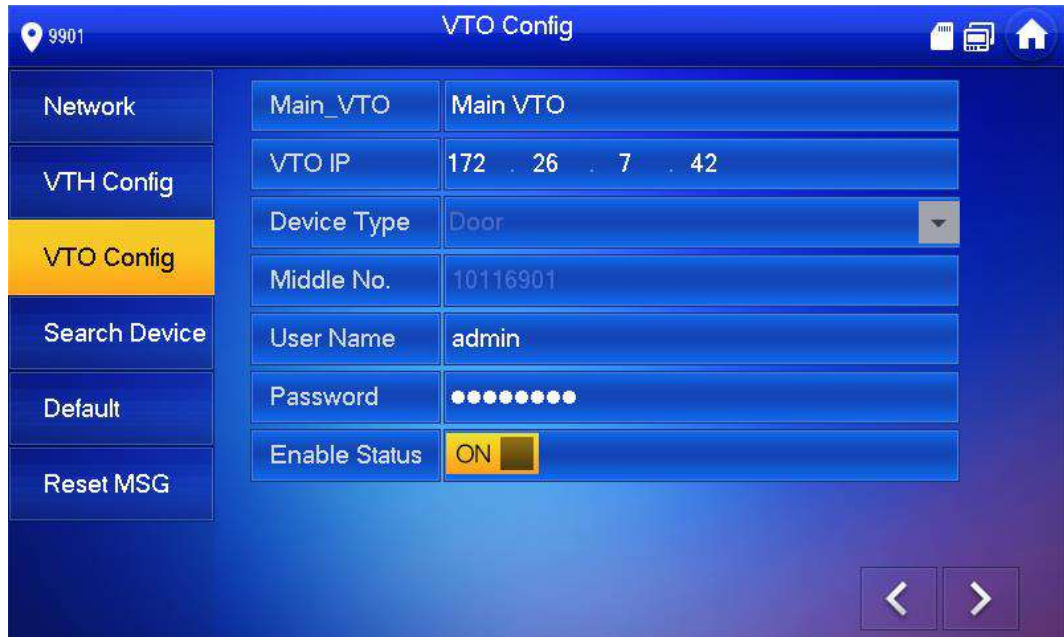 9901
VTO Config
Network
VTH Config
VTO Config
Search Device
Default
Reset MSG
Main_VTO Main VTO
VTO IP 172 . 26 . 7 . 42
Device Type Door
Middle No. 10116901
User Name admin
Password ●●●●●●●●
Enable Status ON